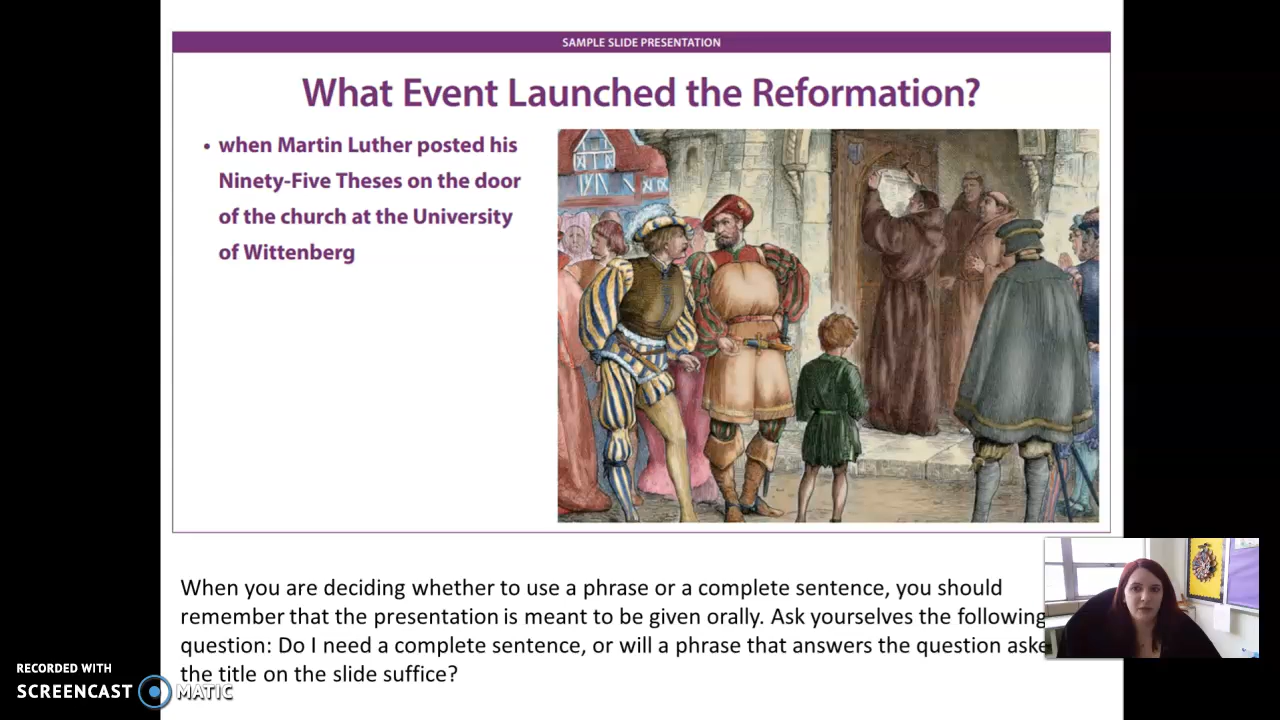 SAMPLE SLIDE PRESENTATION
What Event Launched the Reformation?
• when Martin Luther posted his
Ninety-Five Theses on the door
of the church at the University
of Wittenberg
When you are deciding whether to use a phrase or a complete sentence, you should
remember that the presentation is meant to be given orally. Ask yourselves the following
question: Do I need a complete sentence, or will a phrase that answers the question aske
the title on the slide suffice?
RECORDED WITH
SCREENCAST MATIC